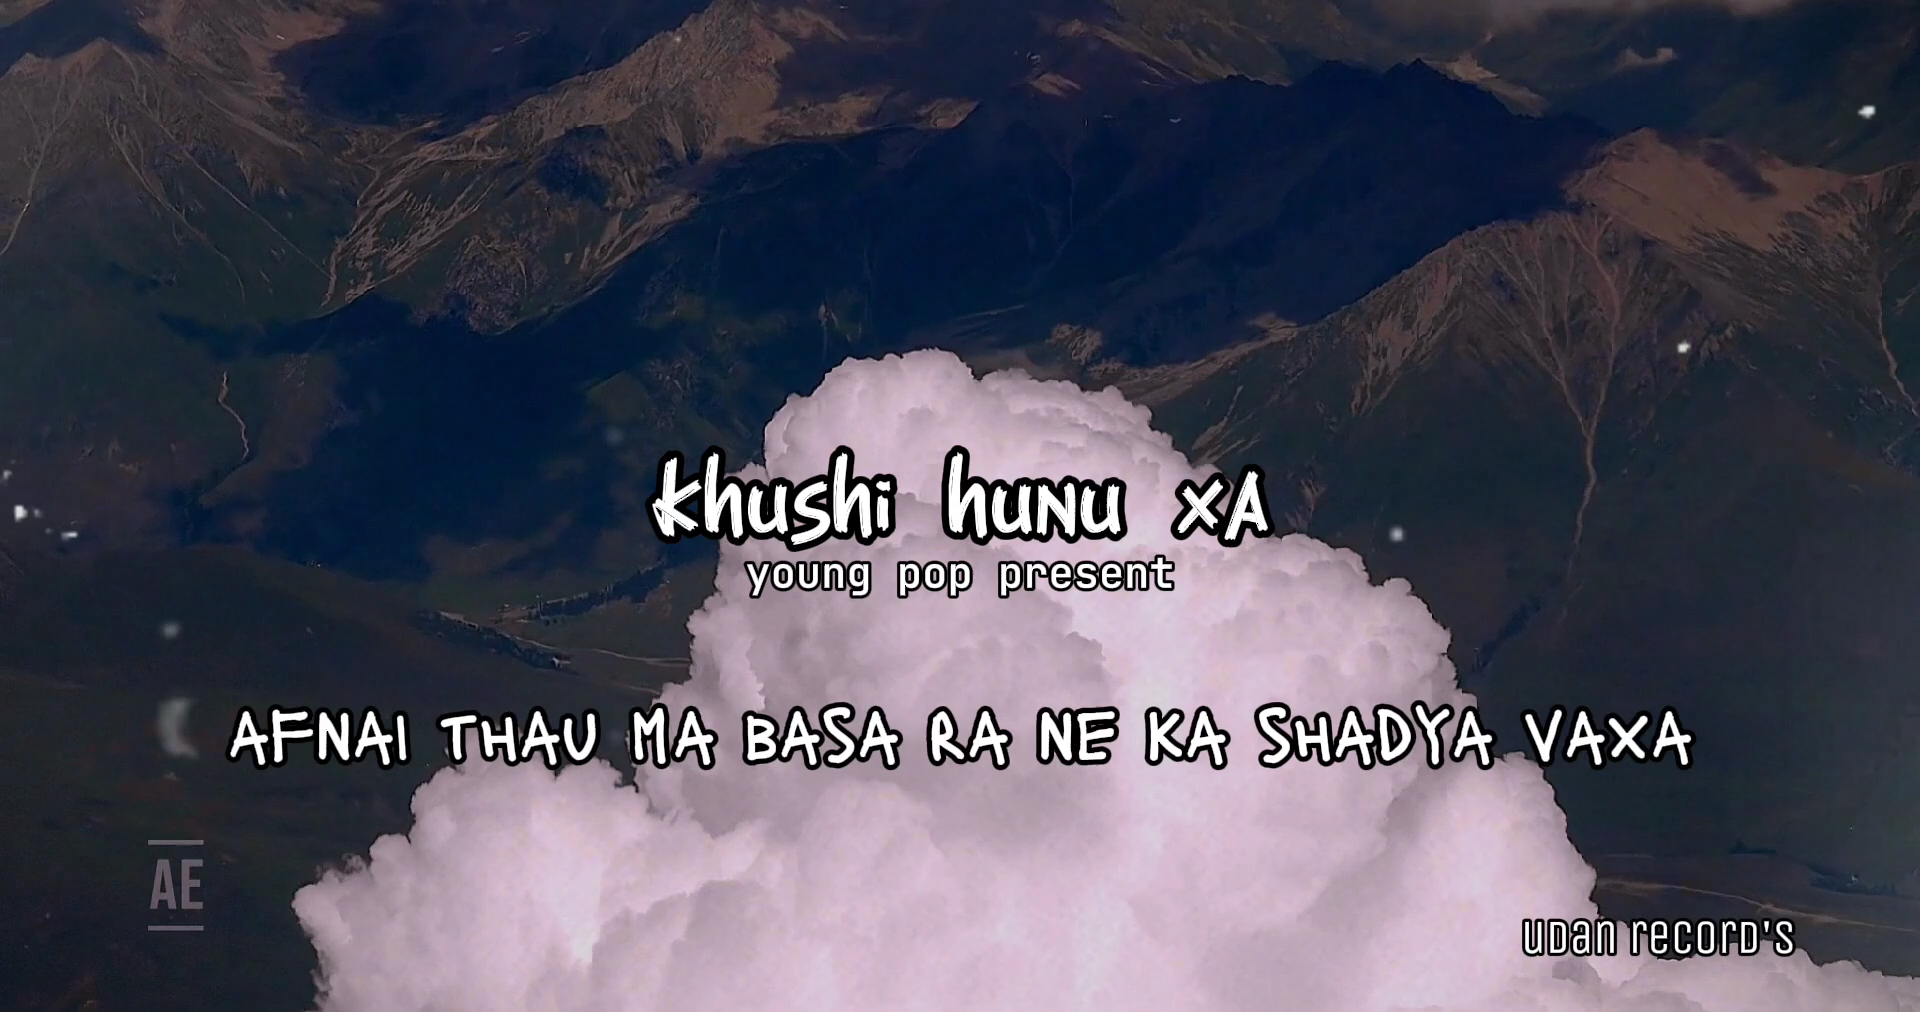 khushi hunu xA
young pop present
AFNAI THAU MA BASA RA NE KA SHADYA VAXA
AE
uDan recorD's